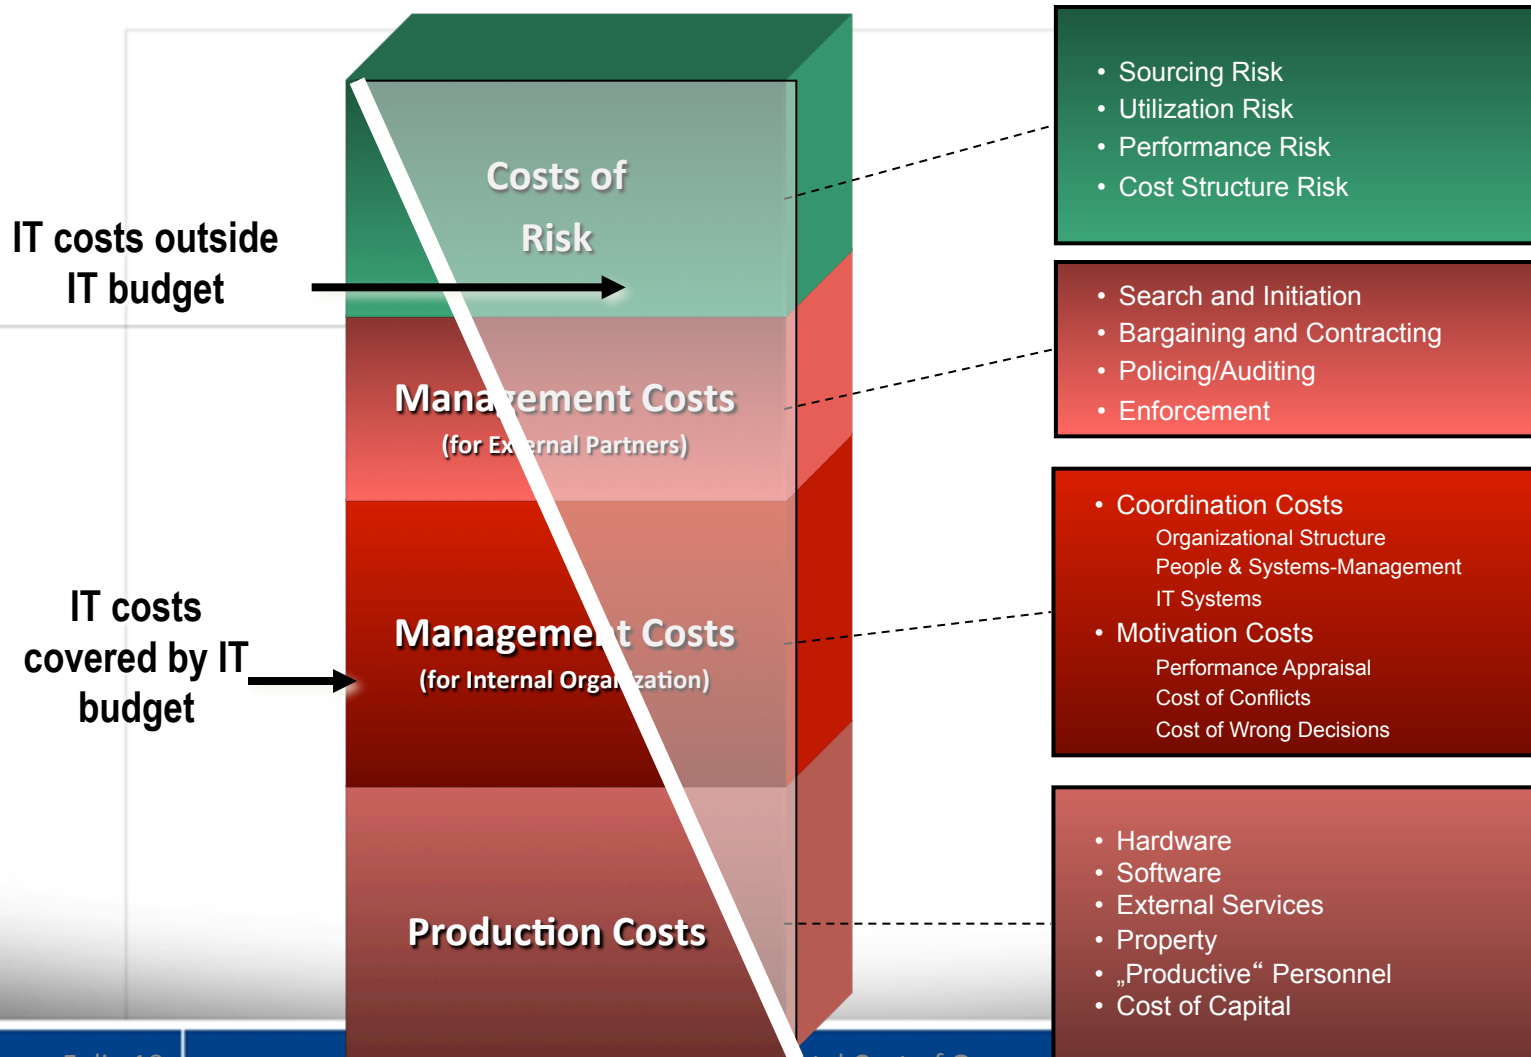 IT costs outside
IT budget
IT costs
covered by IT
budget
Costs of
Risk
Management Costs
(for External Partners)
Management Costs
(for Internal Organization)
Production Costs
• Sourcing Risk
• Utilization Risk
• Performance Risk
• Cost Structure Risk
• Search and Initiation
• Bargaining and Contracting
• Policing/Auditing
• Enforcement
• Coordination Costs
Organizational Structure
People & Systems-Management
IT Systems
• Motivation Costs
Performance Appraisal
Cost of Conflicts
Cost of Wrong Decisions
• Hardware
• Software
• External Services
• Property
• „Productive“ Personnel
• Cost of Capital